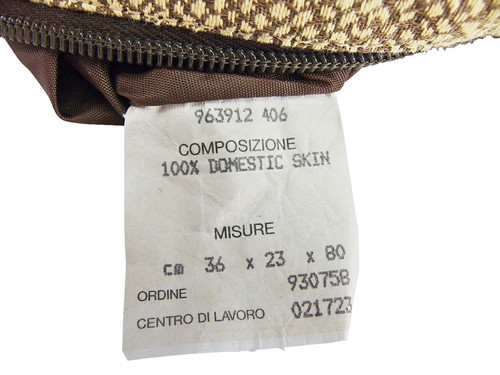 963912 406
COMPOSIZIONE
100% DOMESTIC SKIN
MISURE
cm 36 x 23 x 80
ORDINE 930758
CENTRO DI LAVORO 021723